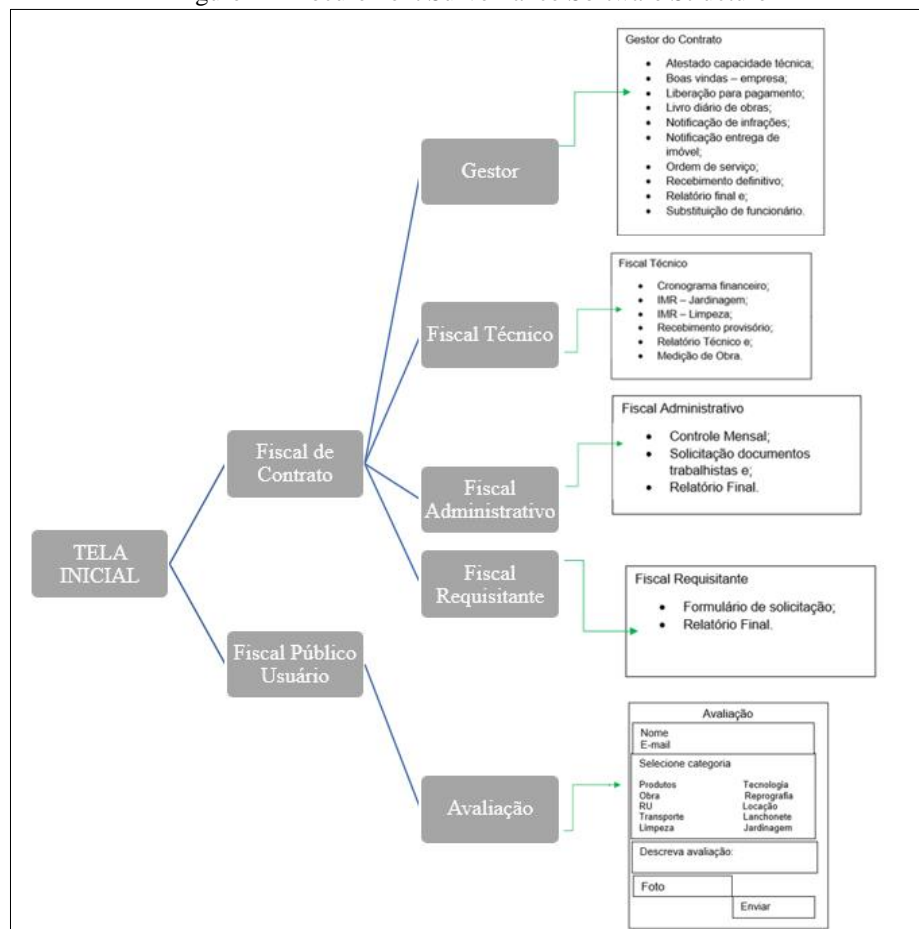 Gestor do Contrato
• Atestado capacidade técnica;
• Boas vindas – empresa;
• Liberação para pagamento;
• Livro diário de obras;
• Notificação de infrações;
• Notificação entrega de
imóvel;
• Ordem de serviço;
• Recebimento definitivo;
• Relatório final e;
• Substituição de funcionário.
Gestor
Fiscal Técnico
• Cronograma financeiro;
• IMR – Jardinagem;
• IMR – Limpeza;
• Recebimento provisório;
• Relatório Técnico e;
• Medição de Obra.
Fiscal Técnico
Fiscal Administrativo
• Controle Mensal;
• Solicitação documentos
trabalhistas e;
• Relatório Final.
Fiscal de
Contrato
Fiscal
Administrativo
TELA
INICIAL
Fiscal
Requisitante
Fiscal Requisitante
• Formulário de solicitação;
• Relatório Final.
Fiscal Público
Usuário
Avaliação
Avaliação
Nome
E-mail
Selecione categoria
Produtos Tecnologia
Obra Reprografia
RU Locação
Transporte Lanchonete
Limpeza Jardinagem
Descreva avaliação:
Foto
Enviar